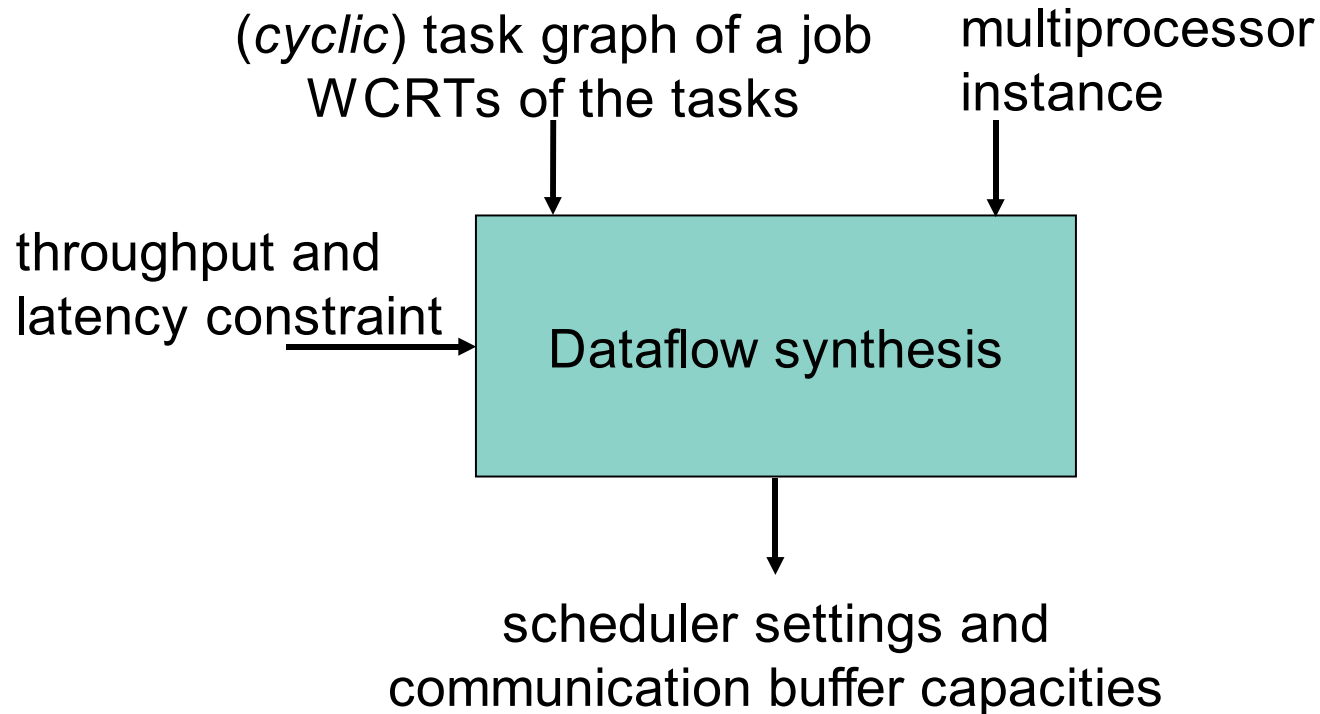 (cyclic) task graph of a job
WCRTs of the tasks
multiprocessor
instance
throughput and
latency constraint
Dataflow synthesis
scheduler settings and
communication buffer capacities